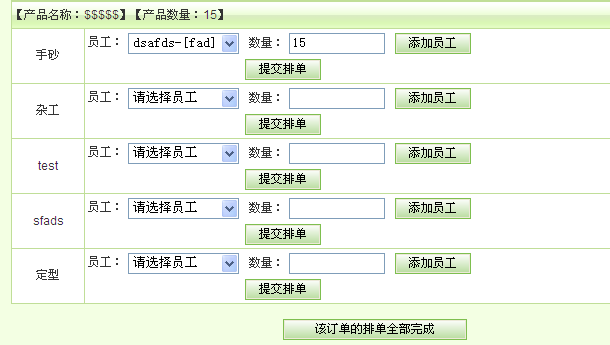 【产品名称：$$$$$】【产品数量：15】
手砂 员工： dsafds-[fad] 数量： 15 添加员工
提交排单
杂工 员工： 请选择员工 数量： 添加员工
提交排单
test 员工： 请选择员工 数量： 添加员工
提交排单
sfads 员工： 请选择员工 数量： 添加员工
提交排单
定型 员工： 请选择员工 数量： 添加员工
提交排单
该订单的排单全部完成